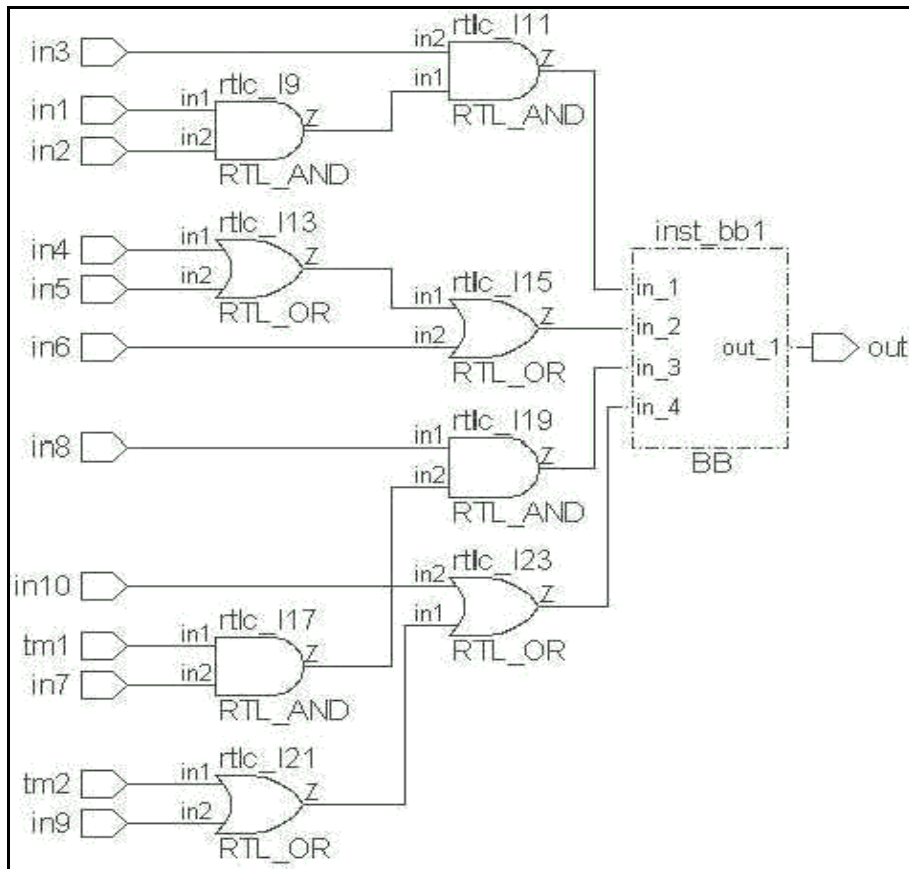 rtlc_I11
in3
in2
Z
rtlc_I9
in1
in1
in1
Z
RTL_AND
in2
in2
RTL_AND
rtlc_I13
inst_bb1
in4
in1
Z
rtlc_I15
in5
in2
in1
Z
in_1
RTL_OR
in_2
in6
in2
out_1
out
RTL_OR
in_3
rtlc_I19
in_4
in8
in1
Z
BB
in2
RTL_AND
rtlc_I23
in10
in2
Z
rtlc_I17
in1
tm1
in1
Z
RTL_OR
in7
in2
RTL_AND
rtlc_I21
tm2
in1
Z
in9
in2
RTL_OR